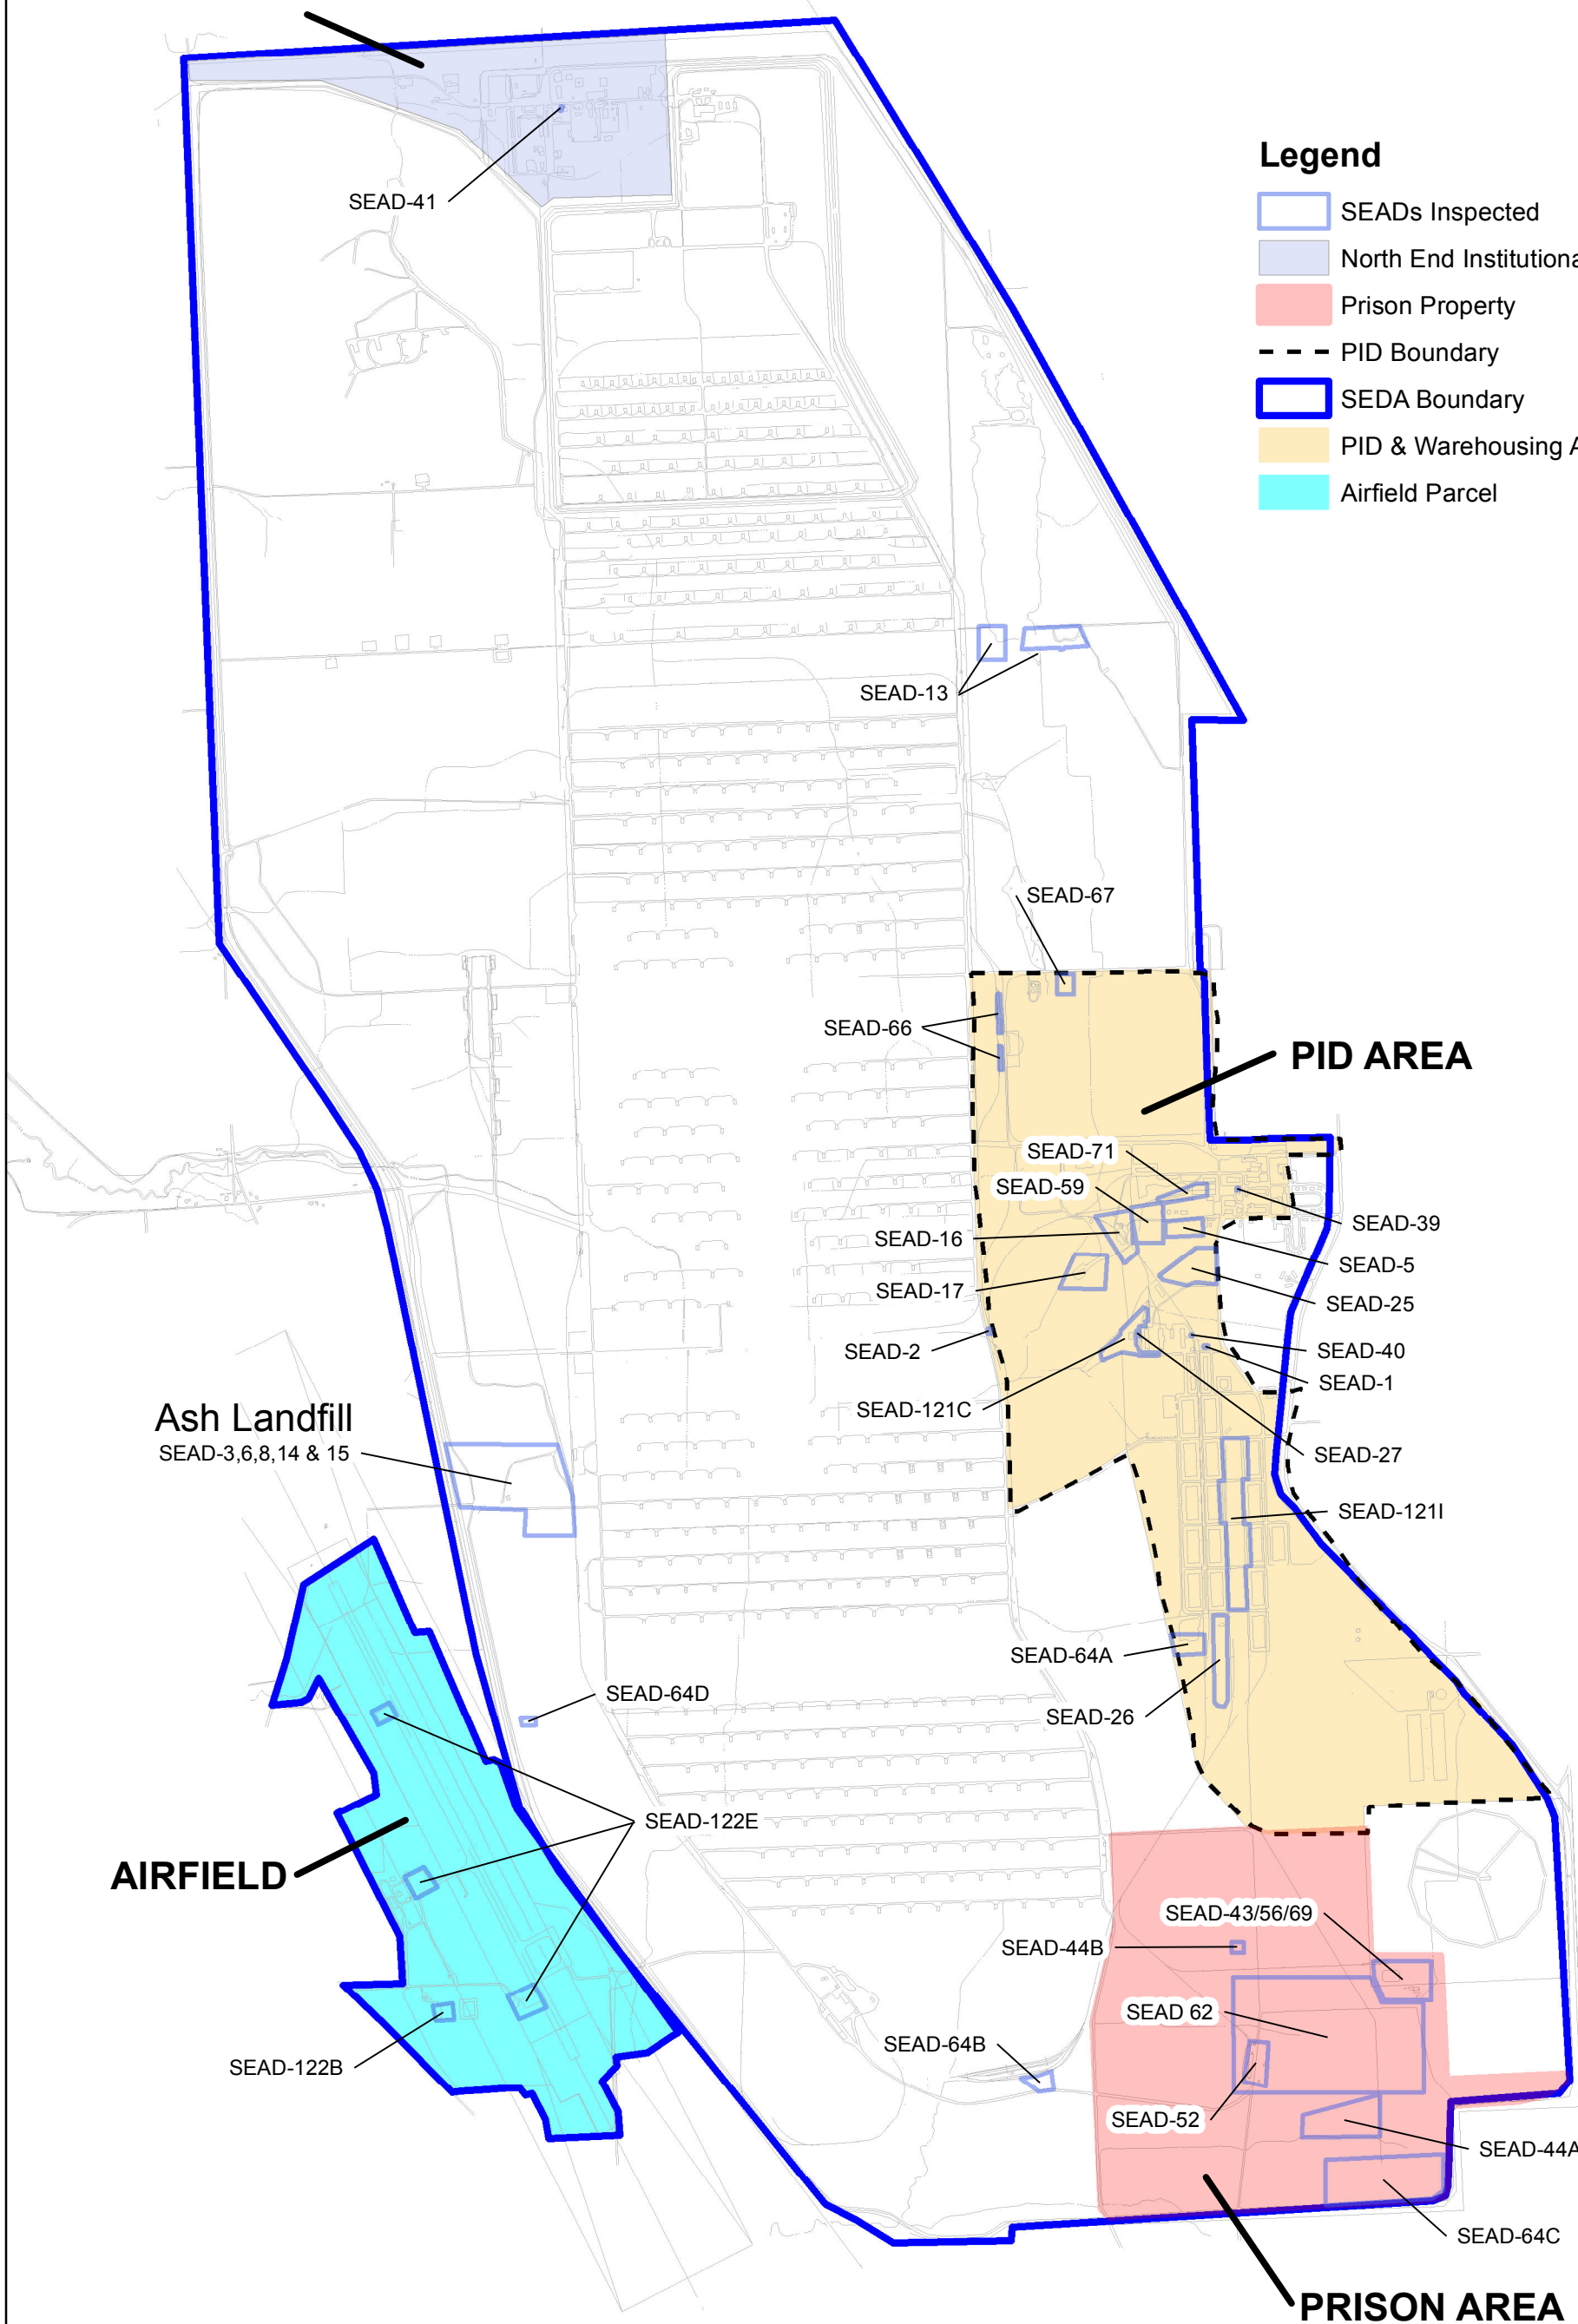 Legend
SEADs Inspected
North End Institutiona
Prison Property
PID Boundary
SEDA Boundary
PID & Warehousing A
Airfield Parcel
SEAD-41
SEAD-13
SEAD-67
SEAD-66
PID AREA
SEAD-71
SEAD-59
SEAD-39
SEAD-16
SEAD-5
SEAD-17
SEAD-25
SEAD-2
SEAD-40
SEAD-1
SEAD-121C
Ash Landfill
SEAD-3,6,8,14 & 15
SEAD-27
SEAD-121I
SEAD-64A
SEAD-64D
SEAD-26
SEAD-122E
AIRFIELD
SEAD-43/56/69
SEAD-44B
SEAD 62
SEAD-64B
SEAD-122B
SEAD-52
SEAD-44A
SEAD-64C
PRISON AREA